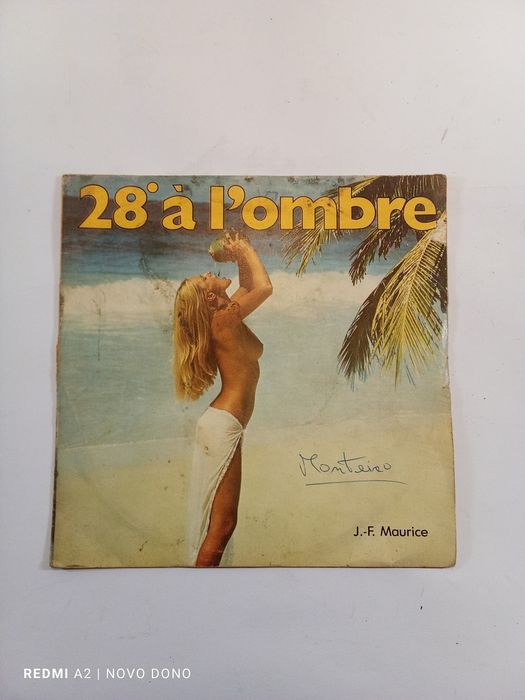 28° à l'ombre
Monteiro
J.-F. Maurice
REDMI A2 | NOVO DONO